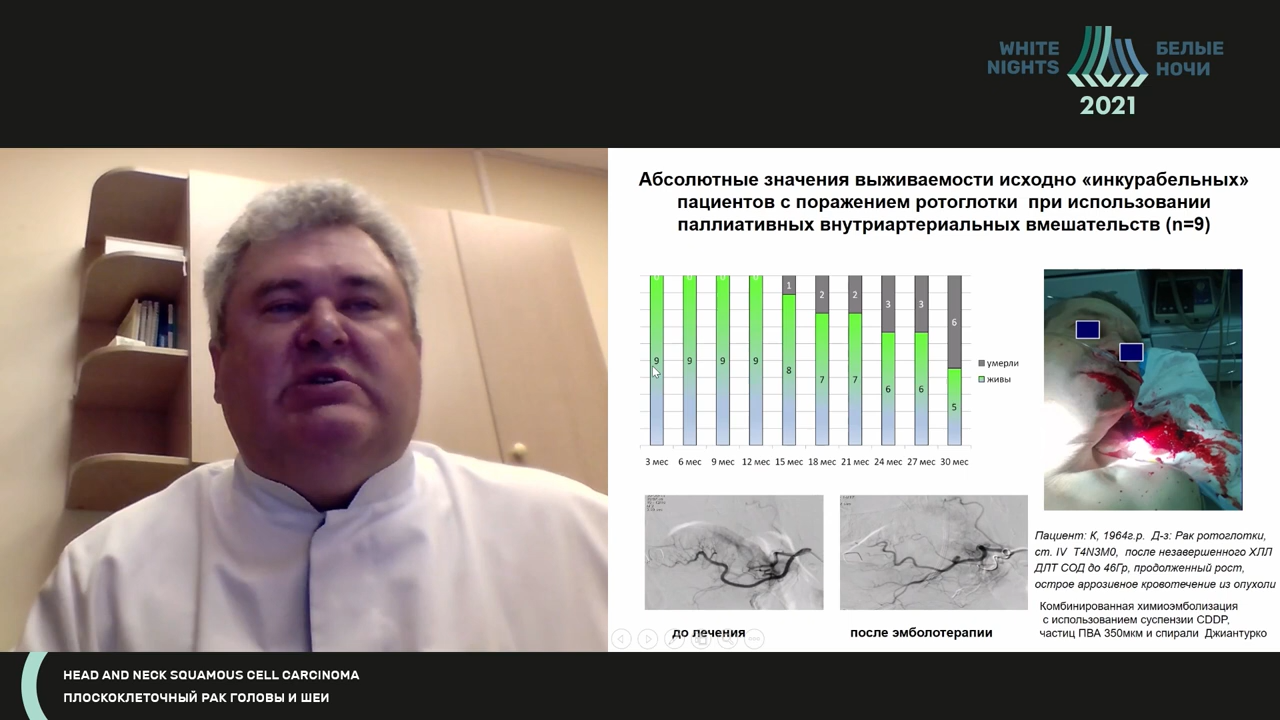 WHITE
NIGHTS
БЕЛЫЕ
НОЧИ
2021
Абсолютные значения выживаемости исходно «инкурабельных»
пациентов с поражением ротоглотки при использовании
паллиативных внутриартериальных вмешательств (n=9)
0 0 0 0 1 2 2 3 3 6
9 9 9 9 8 7 7 6 6 5
умерли
живы
3 мес 6 мес 9 мес 12 мес 15 мес 18 мес 21 мес 24 мес 27 мес 30 мес
до лечения
после эмболотерапии
Пациент: К, 1964г.р. Д-з: Рак ротоглотки,
ст. IV T4N3M0, после незавершенного ХЛЛ
ДЛТ СОД до 46Гр, продолженный рост,
острое аррозивное кровотечение из опухоли
Комбинированная химиоэмболизация
с использованием суспензии CDDP,
частиц ПВА 350мкм и спирали Джиантурко
HEAD AND NECK SQUAMOUS CELL CARCINOMA
ПЛОСКОКЛЕТОЧНЫЙ РАК ГОЛОВЫ И ШЕИ